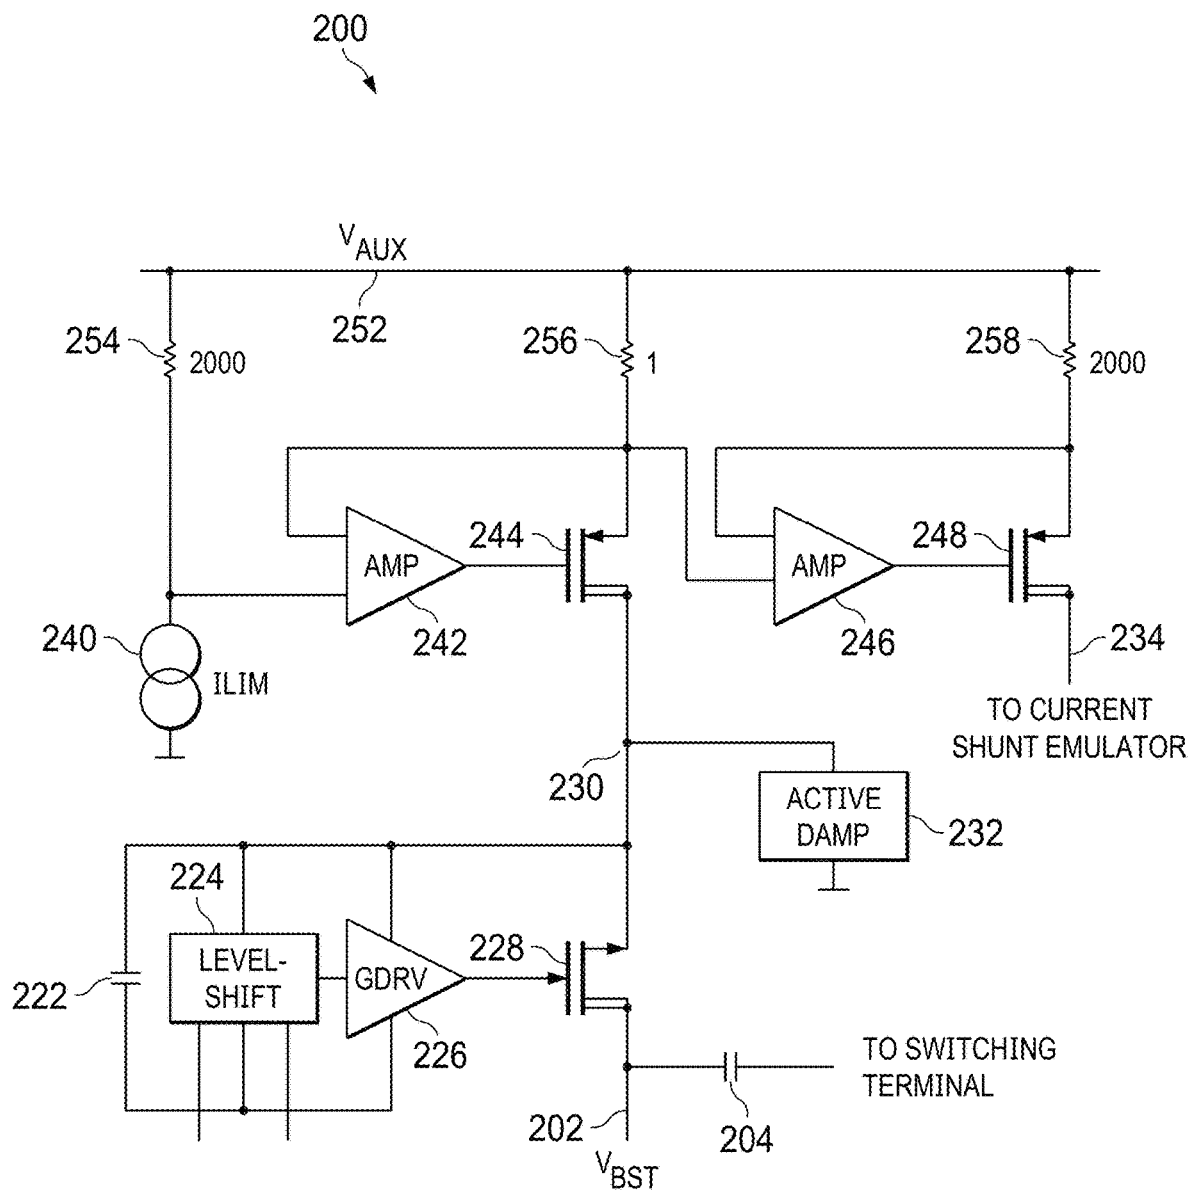 200
VAUX
252
254
2000
256
1
258
2000
244
AMP
242
248
AMP
246
240
ILIM
234
TO CURRENT
SHUNT EMULATOR
230
ACTIVE
DAMP
232
224
LEVEL-
SHIFT
222
GDRV
226
228
TO SWITCHING
TERMINAL
202
204
VBST